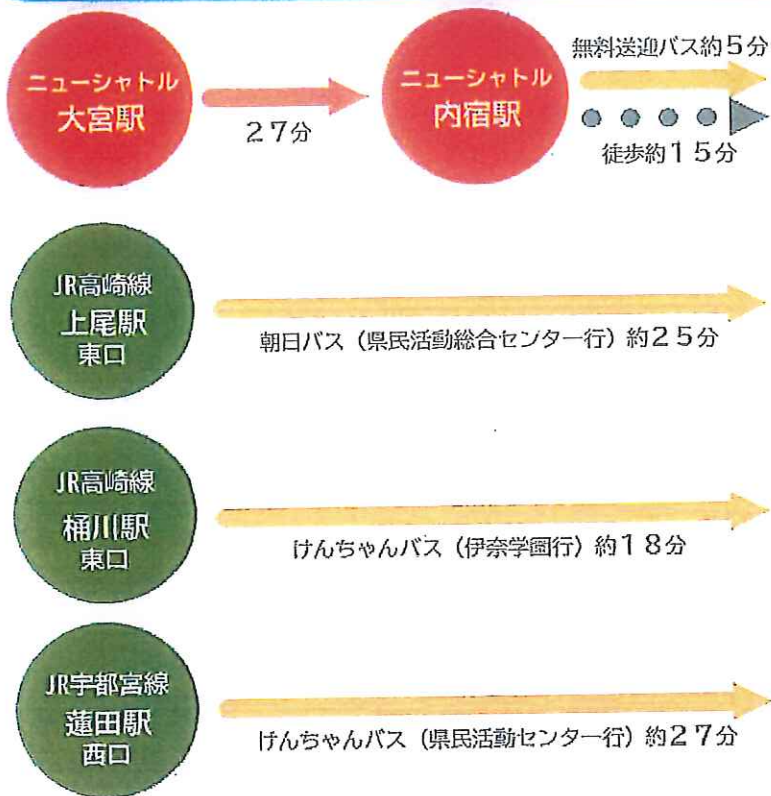 ニューシャトル
大宮駅
27分
ニューシャトル
内宿駅
無料送迎バス約5分
徒歩約15分
JR高崎線
上尾駅
東口
朝日バス（県民活動総合センター行）約25分
JR高崎線
桶川駅
東口
けんちゃんバス（伊奈学園行）約18分
JR宇都宮線
蓮田駅
西口
けんちゃんバス（県民活動センター行）約27分